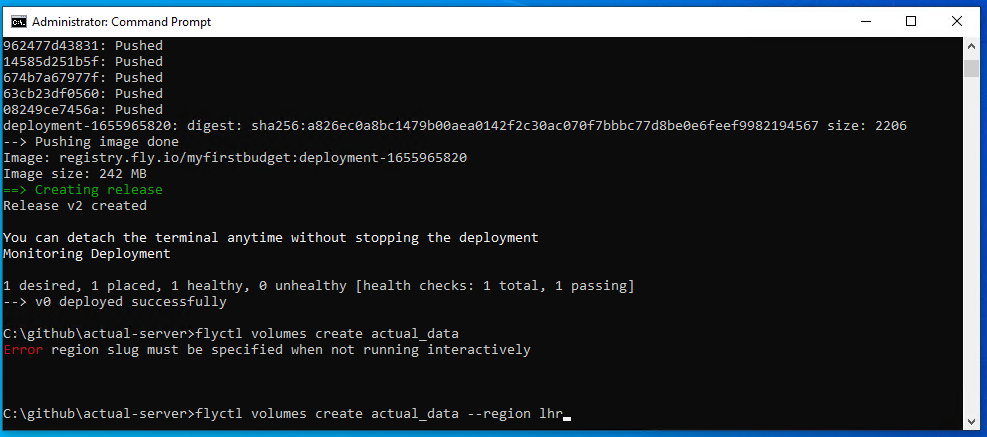 Administrator: Command Prompt
962477d43831: Pushed
14585d251b5f: Pushed
674b7a67977f: Pushed
63cb23df0560: Pushed
08249ce7456a: Pushed
deployment-1655965820: digest: sha256:a826ec0a8bc1479b00aea0142f2c30ac070f7bbbc77d8be0e6feef9982194567 size: 2206
--> Pushing image done
Image: registry.fly.io/myfirstbudget:deployment-1655965820
Image size: 242 MB
==> Creating release
Release v2 created
You can detach the terminal anytime without stopping the deployment
Monitoring Deployment
1 desired, 1 placed, 1 healthy, 0 unhealthy [health checks: 1 total, 1 passing]
--> v0 deployed successfully
C:\github\actual-server>flyctl volumes create actual_data
Error region slug must be specified when not running interactively
C:\github\actual-server>flyctl volumes create actual_data --region lhr